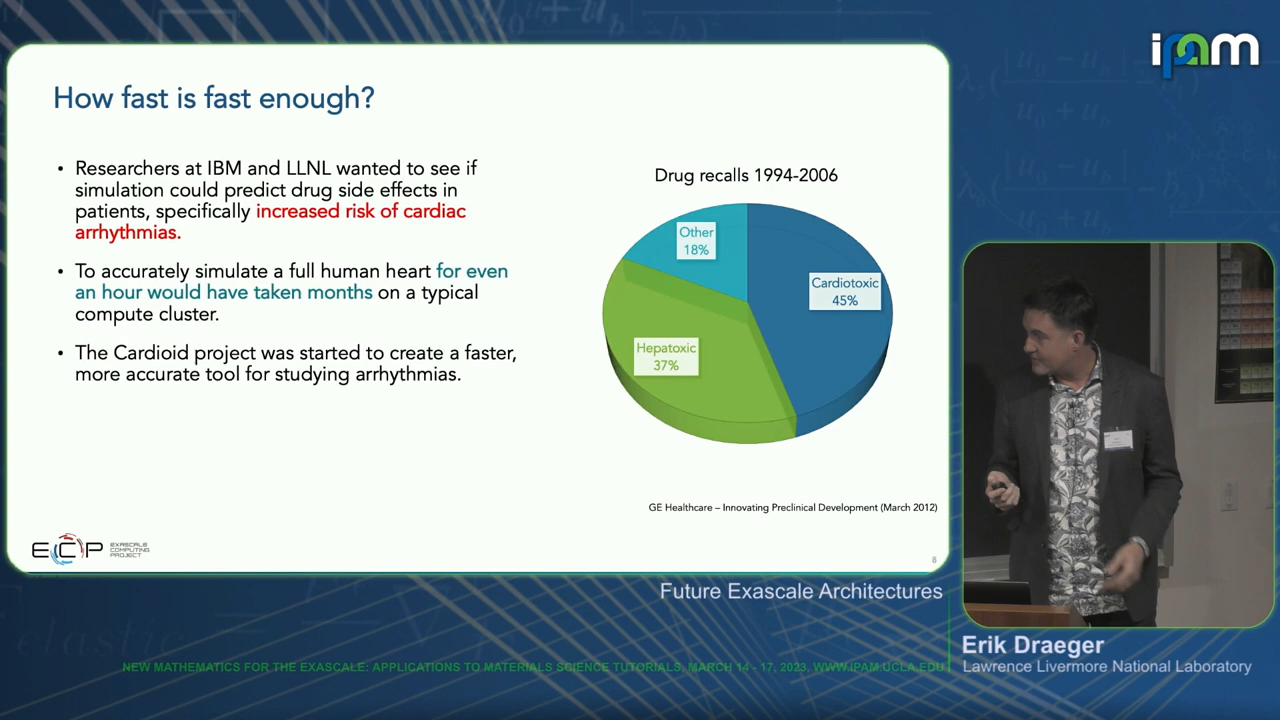 ipam
How fast is fast enough?
• Researchers at IBM and LLNL wanted to see if
simulation could predict drug side effects in
patients, specifically increased risk of cardiac
arrhythmias.
• To accurately simulate a full human heart for even
an hour would have taken months on a typical
compute cluster.
• The Cardioid project was started to create a faster,
more accurate tool for studying arrhythmias.
Drug recalls 1994-2006
Other
18%
Cardiotoxic
45%
Hepatoxic
37%
GE Healthcare – Innovating Preclinical Development (March 2012)
ECP
EXASCALE
COMPUTING
PROJECT
8
Future Exascale Architectures
Erik Draeger
Lawrence Livermore National Laboratory
NEW MATHEMATICS FOR THE EXASCALE: APPLICATIONS TO MATERIALS SCIENCE TUTORIALS, MARCH 14 - 17, 2023, WWW.IPAM.UCLA.EDU
elastic